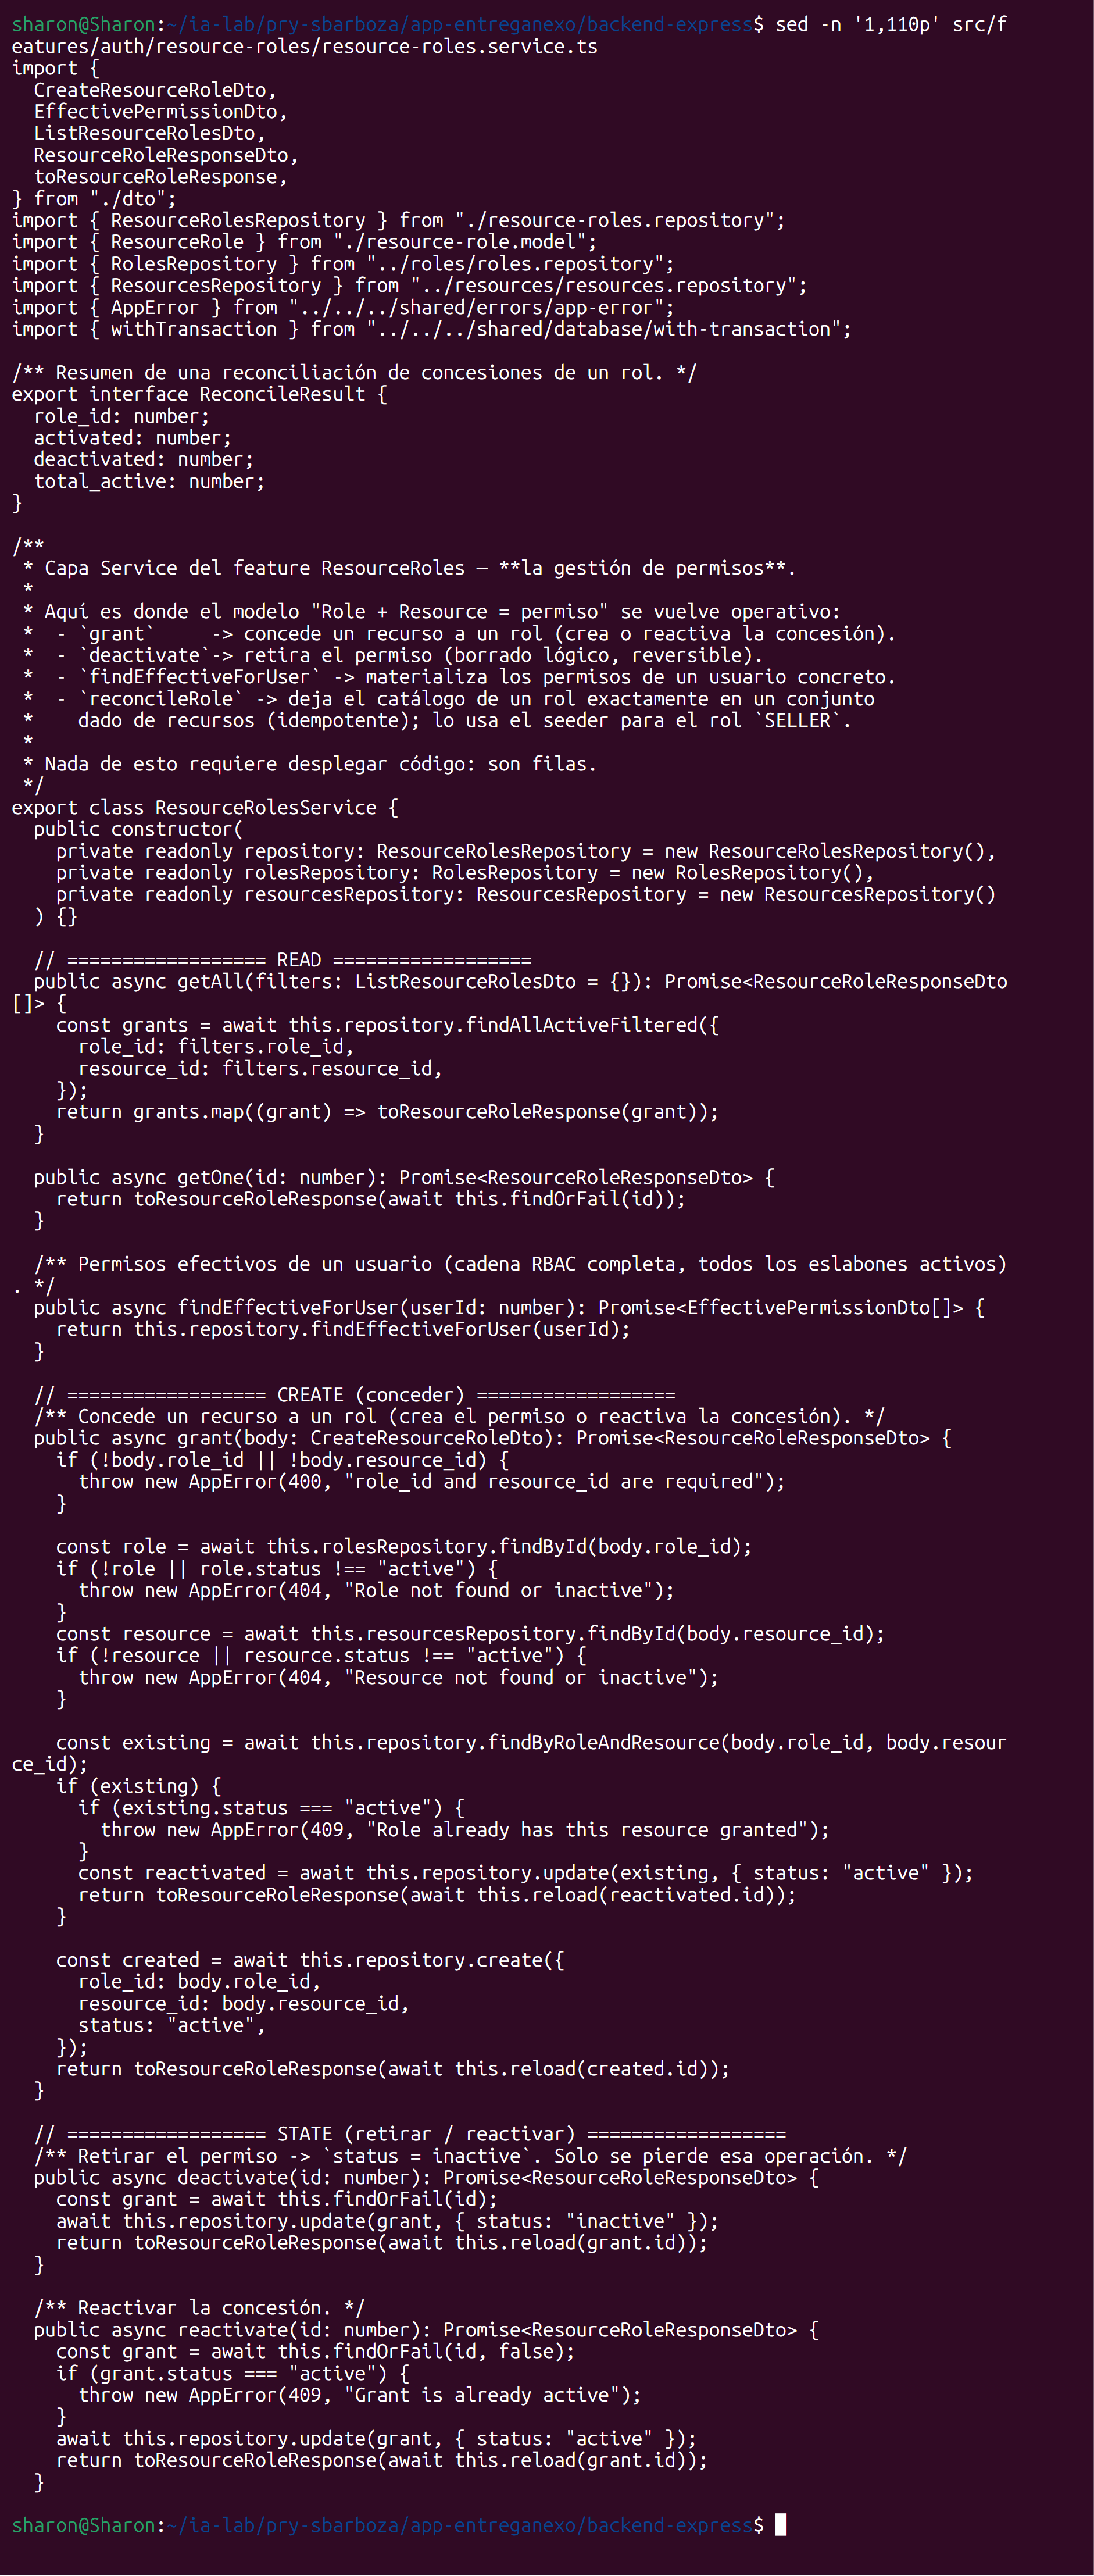 sharon@Sharon:~/ia-lab/pry-sbarboza/app-entreganexo/backend-express$ sed -n '1,110p' src/f
eatures/auth/resource-roles/resource-roles.service.ts
import {
  CreateResourceRoleDto,
  EffectivePermissionDto,
  ListResourceRolesDto,
  ResourceRoleResponseDto,
  toResourceRoleResponse,
} from "./dto";
import { ResourceRolesRepository } from "./resource-roles.repository";
import { ResourceRole } from "./resource-role.model";
import { RolesRepository } from "../roles/roles.repository";
import { ResourcesRepository } from "../resources/resources.repository";
import { AppError } from "../../../shared/errors/app-error";
import { withTransaction } from "../../../shared/database/with-transaction";

/** Resumen de una reconciliación de concesiones de un rol. */
export interface ReconcileResult {
  role_id: number;
  activated: number;
  deactivated: number;
  total_active: number;
}

/**
 * Capa Service del feature ResourceRoles — **la gestión de permisos**.
 *
 * Aquí es donde el modelo "Role + Resource = permiso" se vuelve operativo:
 *  - `grant`     -> concede un recurso a un rol (crea o reactiva la concesión).
 *  - `deactivate`-> retira el permiso (borrado lógico, reversible).
 *  - `findEffectiveForUser` -> materializa los permisos de un usuario concreto.
 *  - `reconcileRole` -> deja el catálogo de un rol exactamente en un conjunto
 *    dado de recursos (idempotente); lo usa el seeder para el rol `SELLER`.
 *
 * Nada de esto requiere desplegar código: son filas.
 */
export class ResourceRolesService {
  public constructor(
    private readonly repository: ResourceRolesRepository = new ResourceRolesRepository(),
    private readonly rolesRepository: RolesRepository = new RolesRepository(),
    private readonly resourcesRepository: ResourcesRepository = new ResourcesRepository()
  ) {}

  // ================== READ ==================
  public async getAll(filters: ListResourceRolesDto = {}): Promise<ResourceRoleResponseDto
[]> {
    const grants = await this.repository.findAllActiveFiltered({
      role_id: filters.role_id,
      resource_id: filters.resource_id,
    });
    return grants.map((grant) => toResourceRoleResponse(grant));
  }

  public async getOne(id: number): Promise<ResourceRoleResponseDto> {
    return toResourceRoleResponse(await this.findOrFail(id));
  }

  /** Permisos efectivos de un usuario (cadena RBAC completa, todos los eslabones activos)
. */
  public async findEffectiveForUser(userId: number): Promise<EffectivePermissionDto[]> {
    return this.repository.findEffectiveForUser(userId);
  }

  // ================== CREATE (conceder) ==================
  /** Concede un recurso a un rol (crea el permiso o reactiva la concesión). */
  public async grant(body: CreateResourceRoleDto): Promise<ResourceRoleResponseDto> {
    if (!body.role_id || !body.resource_id) {
      throw new AppError(400, "role_id and resource_id are required");
    }

    const role = await this.rolesRepository.findById(body.role_id);
    if (!role || role.status !== "active") {
      throw new AppError(404, "Role not found or inactive");
    }
    const resource = await this.resourcesRepository.findById(body.resource_id);
    if (!resource || resource.status !== "active") {
      throw new AppError(404, "Resource not found or inactive");
    }

    const existing = await this.repository.findByRoleAndResource(body.role_id, body.resour
ce_id);
    if (existing) {
      if (existing.status === "active") {
        throw new AppError(409, "Role already has this resource granted");
      }
      const reactivated = await this.repository.update(existing, { status: "active" });
      return toResourceRoleResponse(await this.reload(reactivated.id));
    }

    const created = await this.repository.create({
      role_id: body.role_id,
      resource_id: body.resource_id,
      status: "active",
    });
    return toResourceRoleResponse(await this.reload(created.id));
  }

  // ================== STATE (retirar / reactivar) ==================
  /** Retirar el permiso -> `status = inactive`. Solo se pierde esa operación. */
  public async deactivate(id: number): Promise<ResourceRoleResponseDto> {
    const grant = await this.findOrFail(id);
    await this.repository.update(grant, { status: "inactive" });
    return toResourceRoleResponse(await this.reload(grant.id));
  }

  /** Reactivar la concesión. */
  public async reactivate(id: number): Promise<ResourceRoleResponseDto> {
    const grant = await this.findOrFail(id, false);
    if (grant.status === "active") {
      throw new AppError(409, "Grant is already active");
    }
    await this.repository.update(grant, { status: "active" });
    return toResourceRoleResponse(await this.reload(grant.id));
  }

sharon@Sharon:~/ia-lab/pry-sbarboza/app-entreganexo/backend-express$